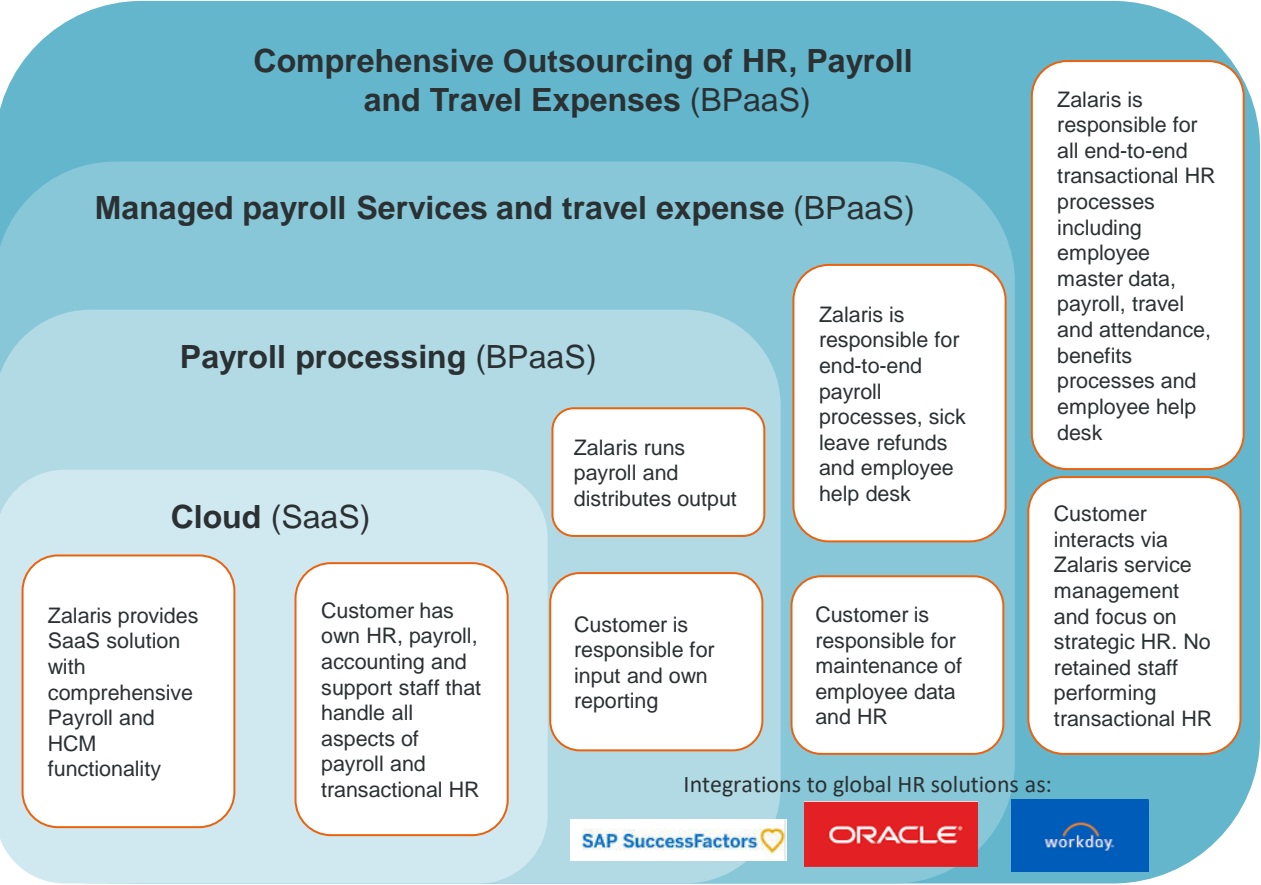 Comprehensive Outsourcing of HR, Payroll
and Travel Expenses (BPaaS)
Zalaris is
responsible for
all end-to-end
transactional HR
processes
including
employee
master data,
payroll, travel
and attendance,
benefits
processes and
employee help
desk
Managed payroll Services and travel expense (BPaaS)
Zalaris is
responsible for
end-to-end
payroll
processes, sick
leave refunds
and employee
help desk
Payroll processing (BPaaS)
Zalaris runs
payroll and
distributes output
Cloud (SaaS)
Zalaris provides
SaaS solution
with
comprehensive
Payroll and
HCM
functionality
Customer has
own HR, payroll,
accounting and
support staff that
handle all
aspects of
payroll and
transactional HR
Customer is
responsible for
input and own
reporting
Customer is
responsible for
maintenance of
employee data
and HR
Customer
interacts via
Zalaris service
management
and focus on
strategic HR. No
retained staff
performing
transactional HR
Integrations to global HR solutions as:
SAP SuccessFactors
ORACLE
workday.